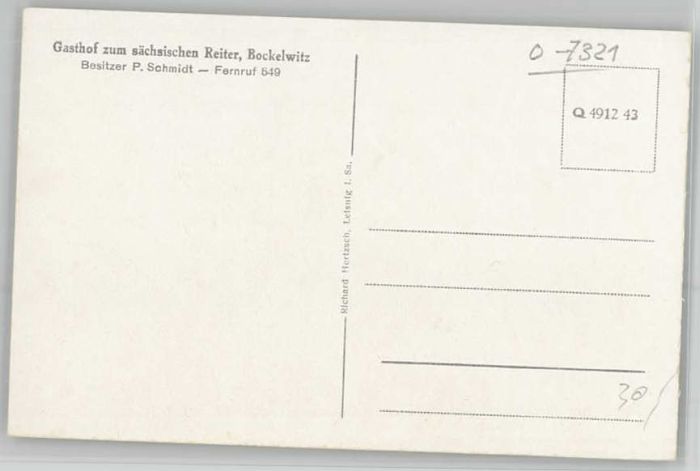 Gasthof zum sächsischen Reiter, Bockelwitz
Besitzer P. Schmidt — Fernruf 549
Richard Hertzsch, Leisnig i. Sa.
O -7321
Q 4912 43
30